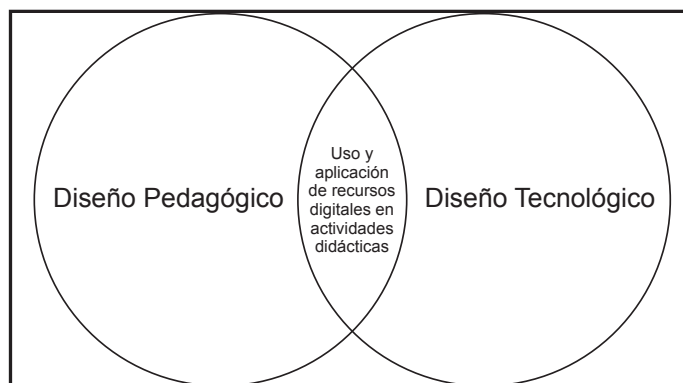 Diseño Pedagógico
Uso y
aplicación
de recursos
digitales en
actividades
didácticas
Diseño Tecnológico